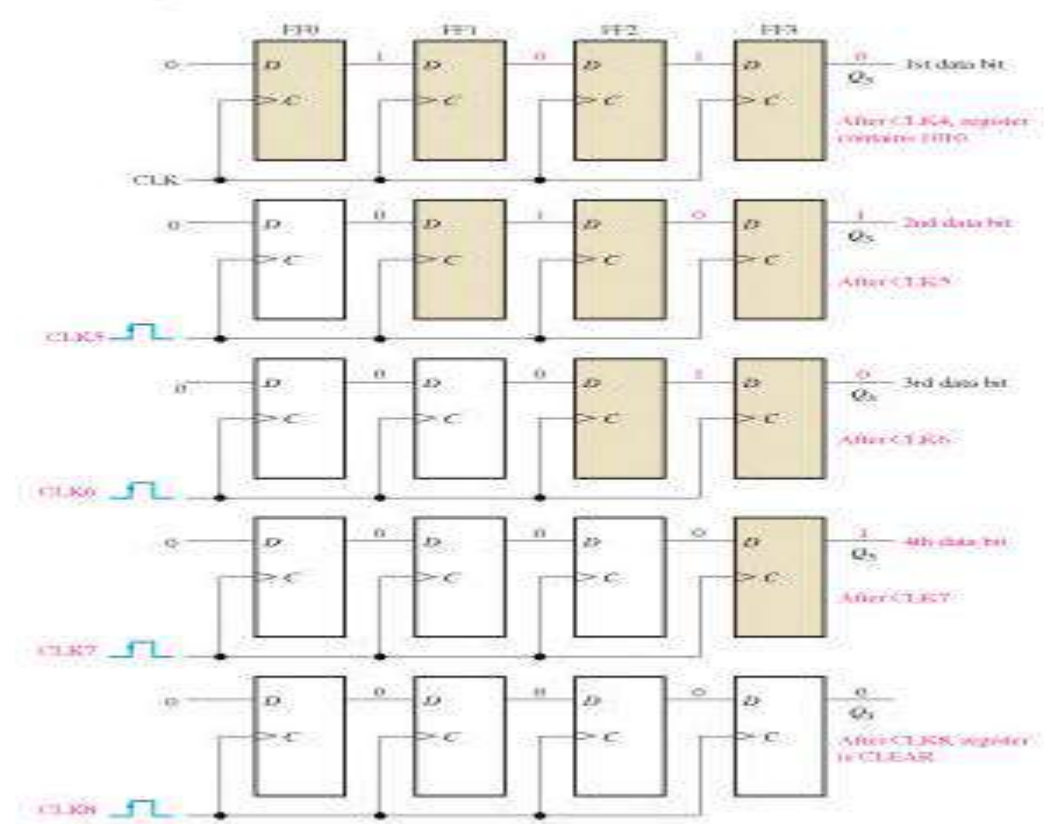 FF0 FF1 FF2 FF3
0 D 1 D 0 D 1 D 0 1st data bit
Q3
C C C C
After CLK4, register
contains 1010.
CLK
0 D 0 D 1 D 0 D 1 2nd data bit
Q3
C C C C
After CLK5
CLK5
0 D 0 D 0 D 1 D 0 3rd data bit
Q3
C C C C
After CLK6
CLK6
0 D 0 D 0 D 0 D 1 4th data bit
Q3
C C C C
After CLK7
CLK7
0 D 0 D 0 D 0 D 0
Q3
C C C C
After CLK8, register
is CLEAR
CLK8